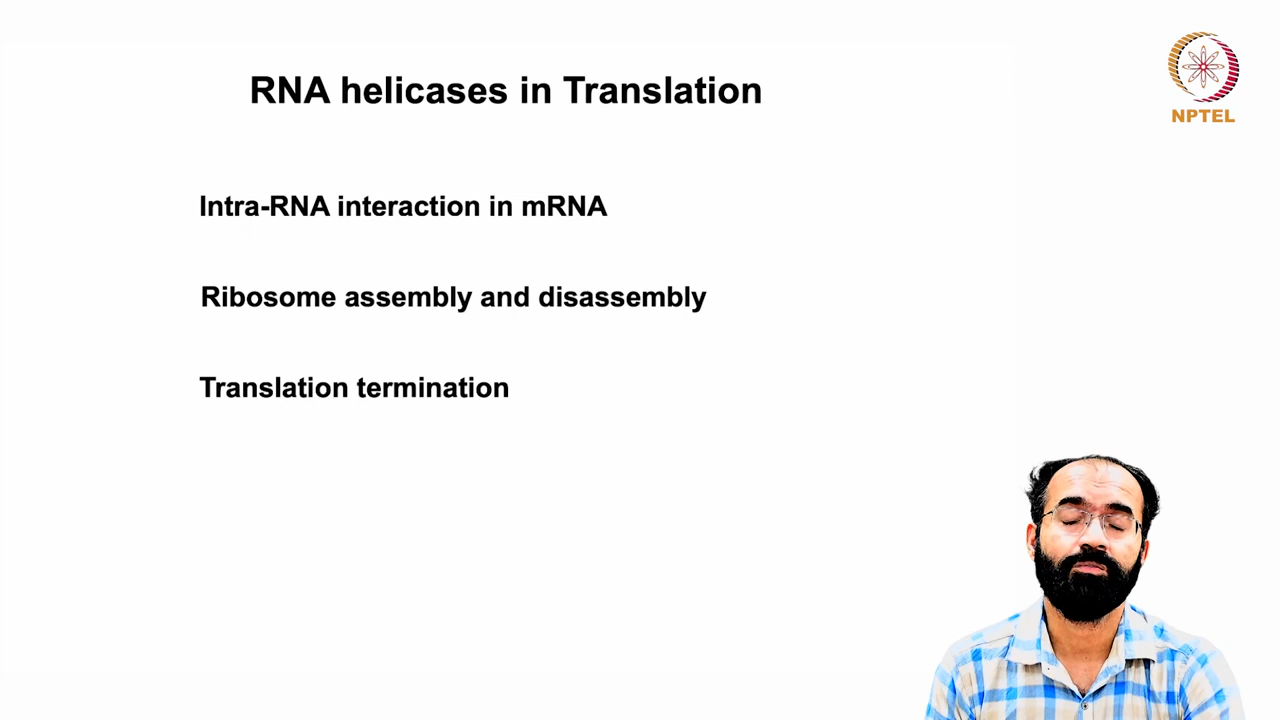 RNA helicases in Translation
NPTEL
Intra-RNA interaction in mRNA
Ribosome assembly and disassembly
Translation termination